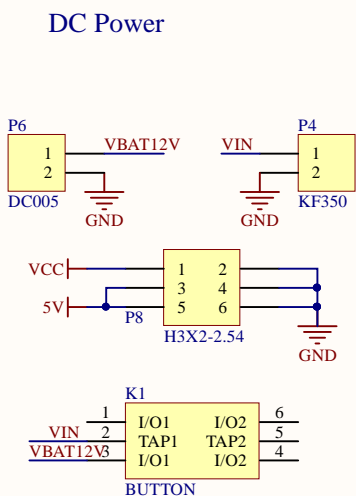 DC Power
P6
1
2
VBAT12V
GND
DC005
P4
VIN
1
2
GND
KF350
VCC
1
2
3
4
5V
5
6
P8
H3X2-2.54
GND
K1
1
I/O1
I/O2
6
VIN
2
TAP1
TAP2
5
VBAT12V
3
I/O1
I/O2
4
BUTTON